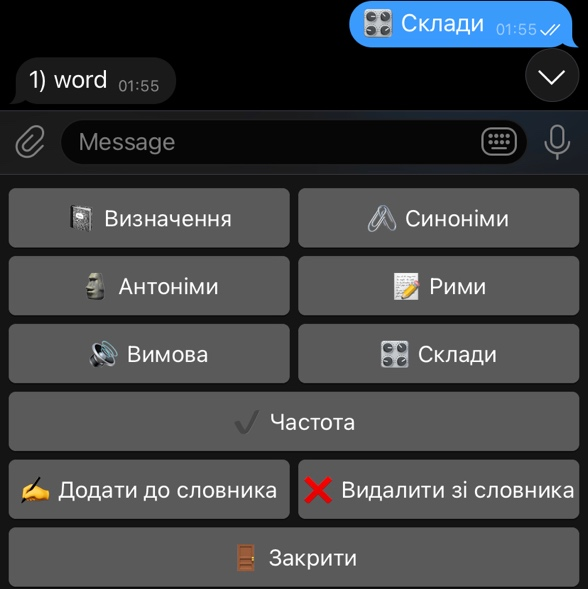 Склади 01:55
1) word 01:55
Message
Визначення
Синоніми
Антоніми
Рими
Вимова
Склади
Частота
Додати до словника
Видалити зі словника
Закрити